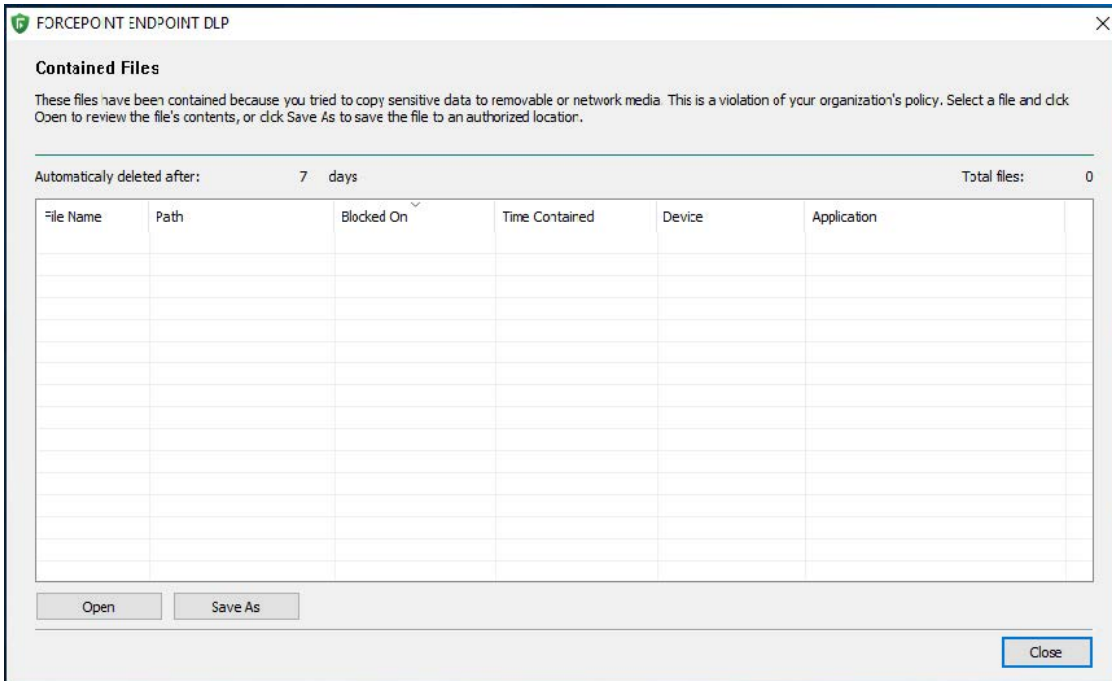 FORCEPOINT ENDPOINT DLP
Contained Files
These files have been contained because you tried to copy sensitive data to removable or network media. This is a violation of your organization's policy. Select a file and click
Open to review the file's contents, or click Save As to save the file to an authorized location.
Automatically deleted after: 7 days Total files: 0
File Name Path Blocked On Time Contained Device Application
Open Save As
Close